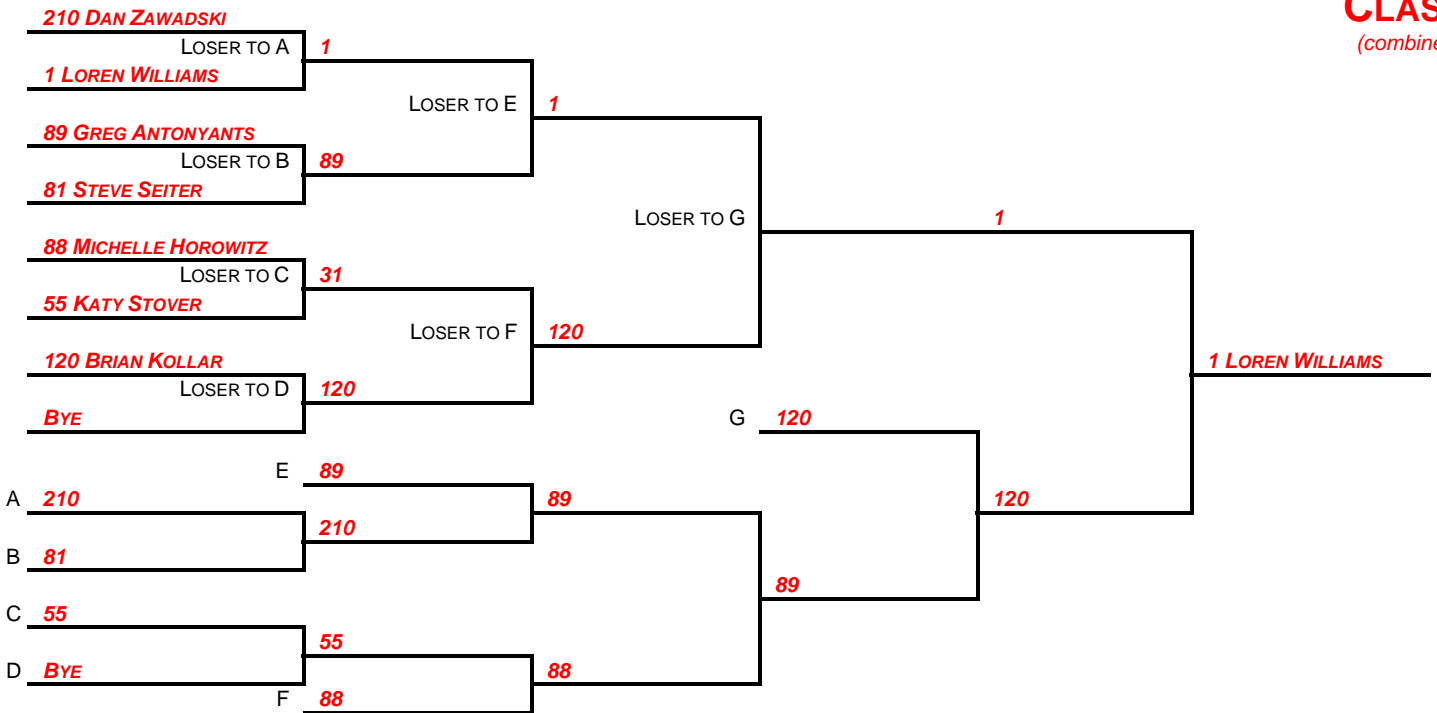 210 DAN ZAWADSKI
CLAS
(combine
LOSER TO A
1
1 LOREN WILLIAMS
LOSER TO E
1
89 GREG ANTONYANTS
LOSER TO B
89
81 STEVE SEITER
LOSER TO G
1
88 MICHELLE HOROWITZ
LOSER TO C
31
55 KATY STOVER
LOSER TO F
120
120 BRIAN KOLLAR
1 LOREN WILLIAMS
LOSER TO D
120
BYE
G
120
E
89
A
210
89
120
210
B
81
89
C
55
55
D
BYE
88
F
88